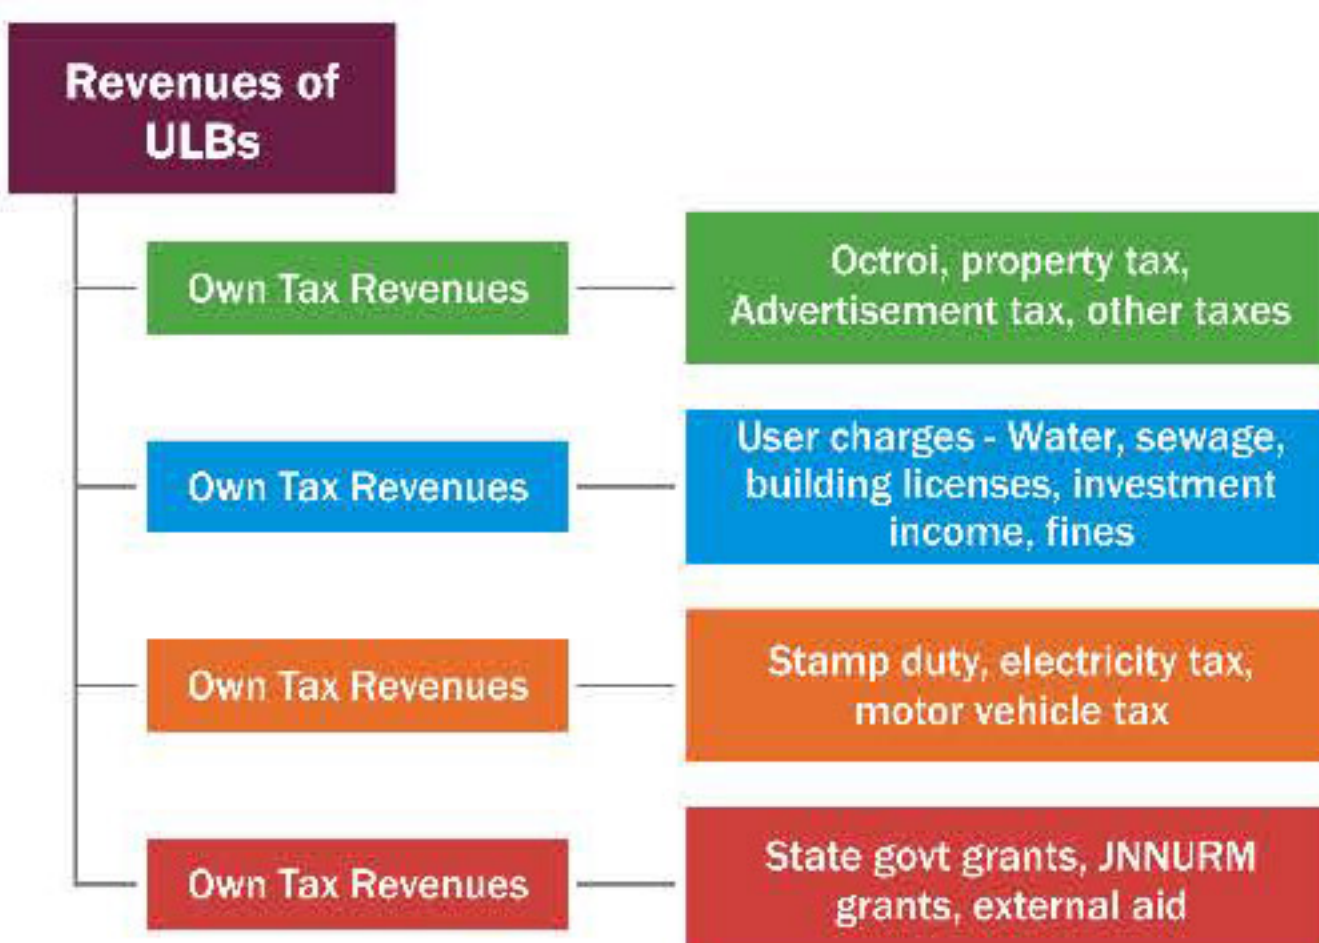 Revenues of
ULBs
Own Tax Revenues
Octroi, property tax,
Advertisement tax, other taxes
Own Tax Revenues
User charges - Water, sewage,
building licenses, investment
income, fines
Own Tax Revenues
Stamp duty, electricity tax,
motor vehicle tax
Own Tax Revenues
State govt grants, JNNURM
grants, external aid